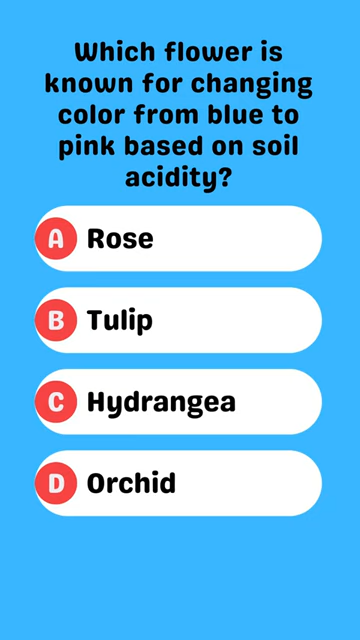 Which flower is
known for changing
color from blue to
pink based on soil
acidity?
A Rose
B Tulip
C Hydrangea
D Orchid